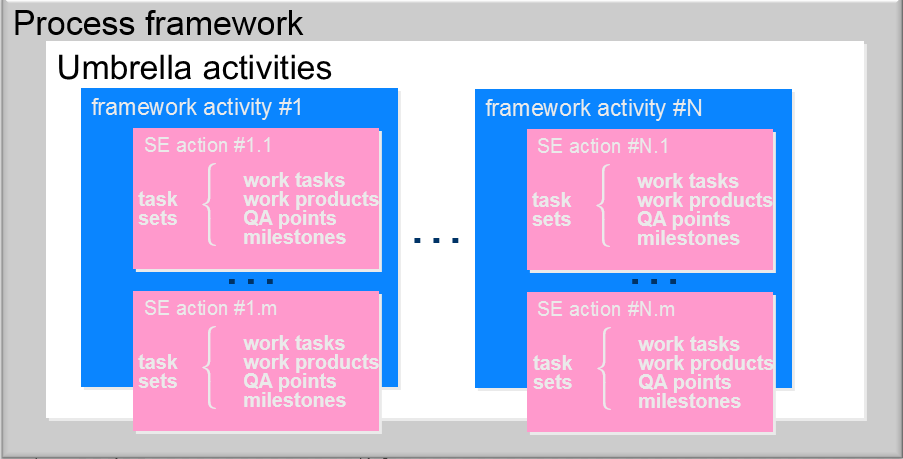 Process framework
Umbrella activities
framework activity #1
SE action #1.1
task
sets
work tasks
work products
QA points
milestones
. . .
SE action #1.m
task
sets
work tasks
work products
QA points
milestones
. . .
framework activity #N
SE action #N.1
task
sets
work tasks
work products
QA points
milestones
. . .
SE action #N.m
task
sets
work tasks
work products
QA points
milestones